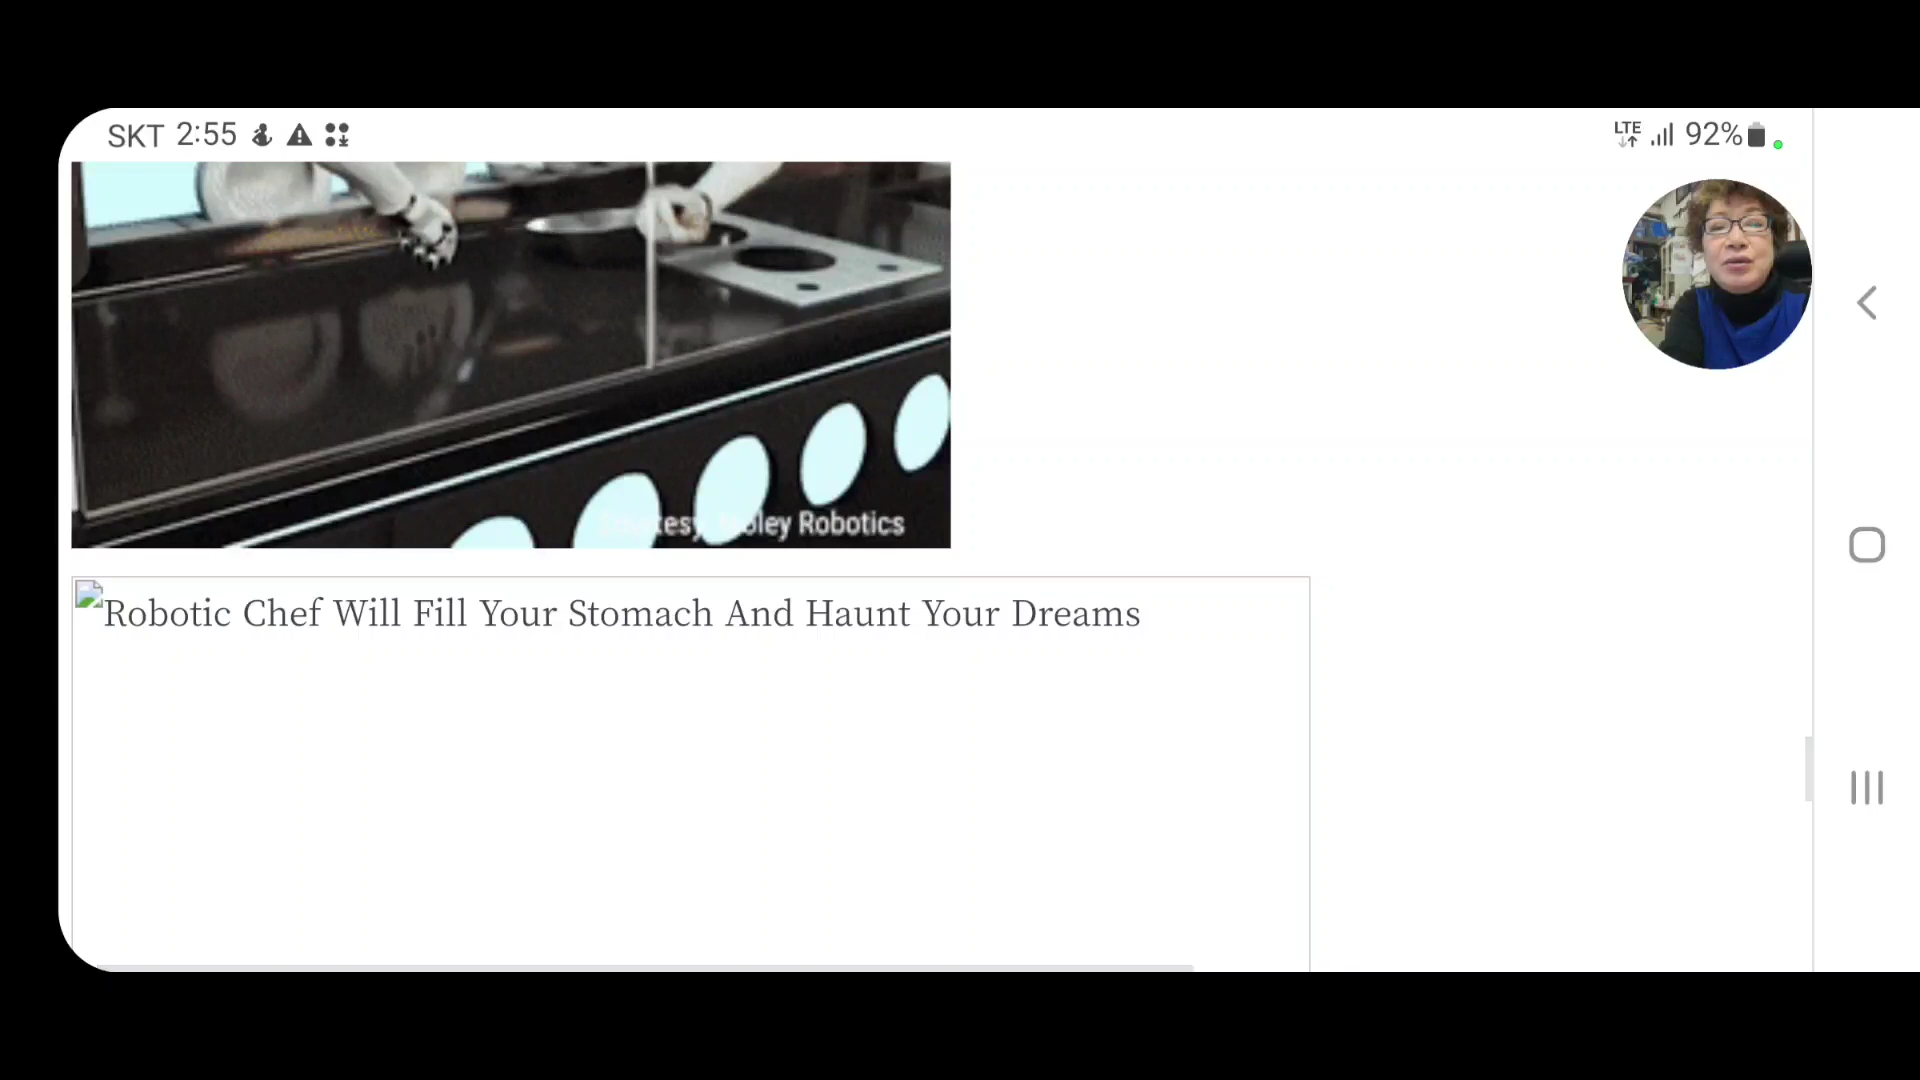 SKT 2:55
LTE 92%
Robotics
Robotic Chef Will Fill Your Stomach And Haunt Your Dreams